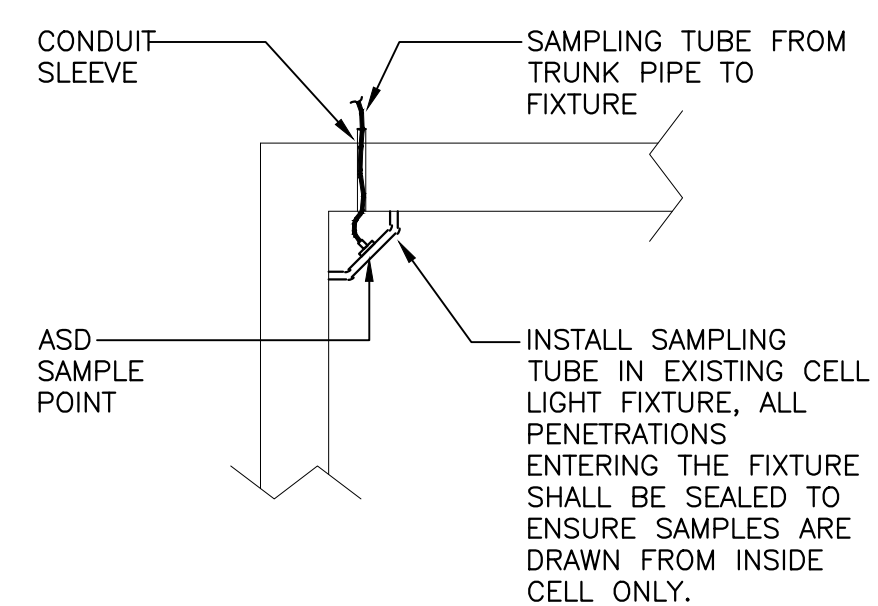 CONDUIT
SLEEVE
SAMPLING TUBE FROM
TRUNK PIPE TO
FIXTURE
ASD
SAMPLE
POINT
INSTALL SAMPLING
TUBE IN EXISTING CELL
LIGHT FIXTURE, ALL
PENETRATIONS
ENTERING THE FIXTURE
SHALL BE SEALED TO
ENSURE SAMPLES ARE
DRAWN FROM INSIDE
CELL ONLY.